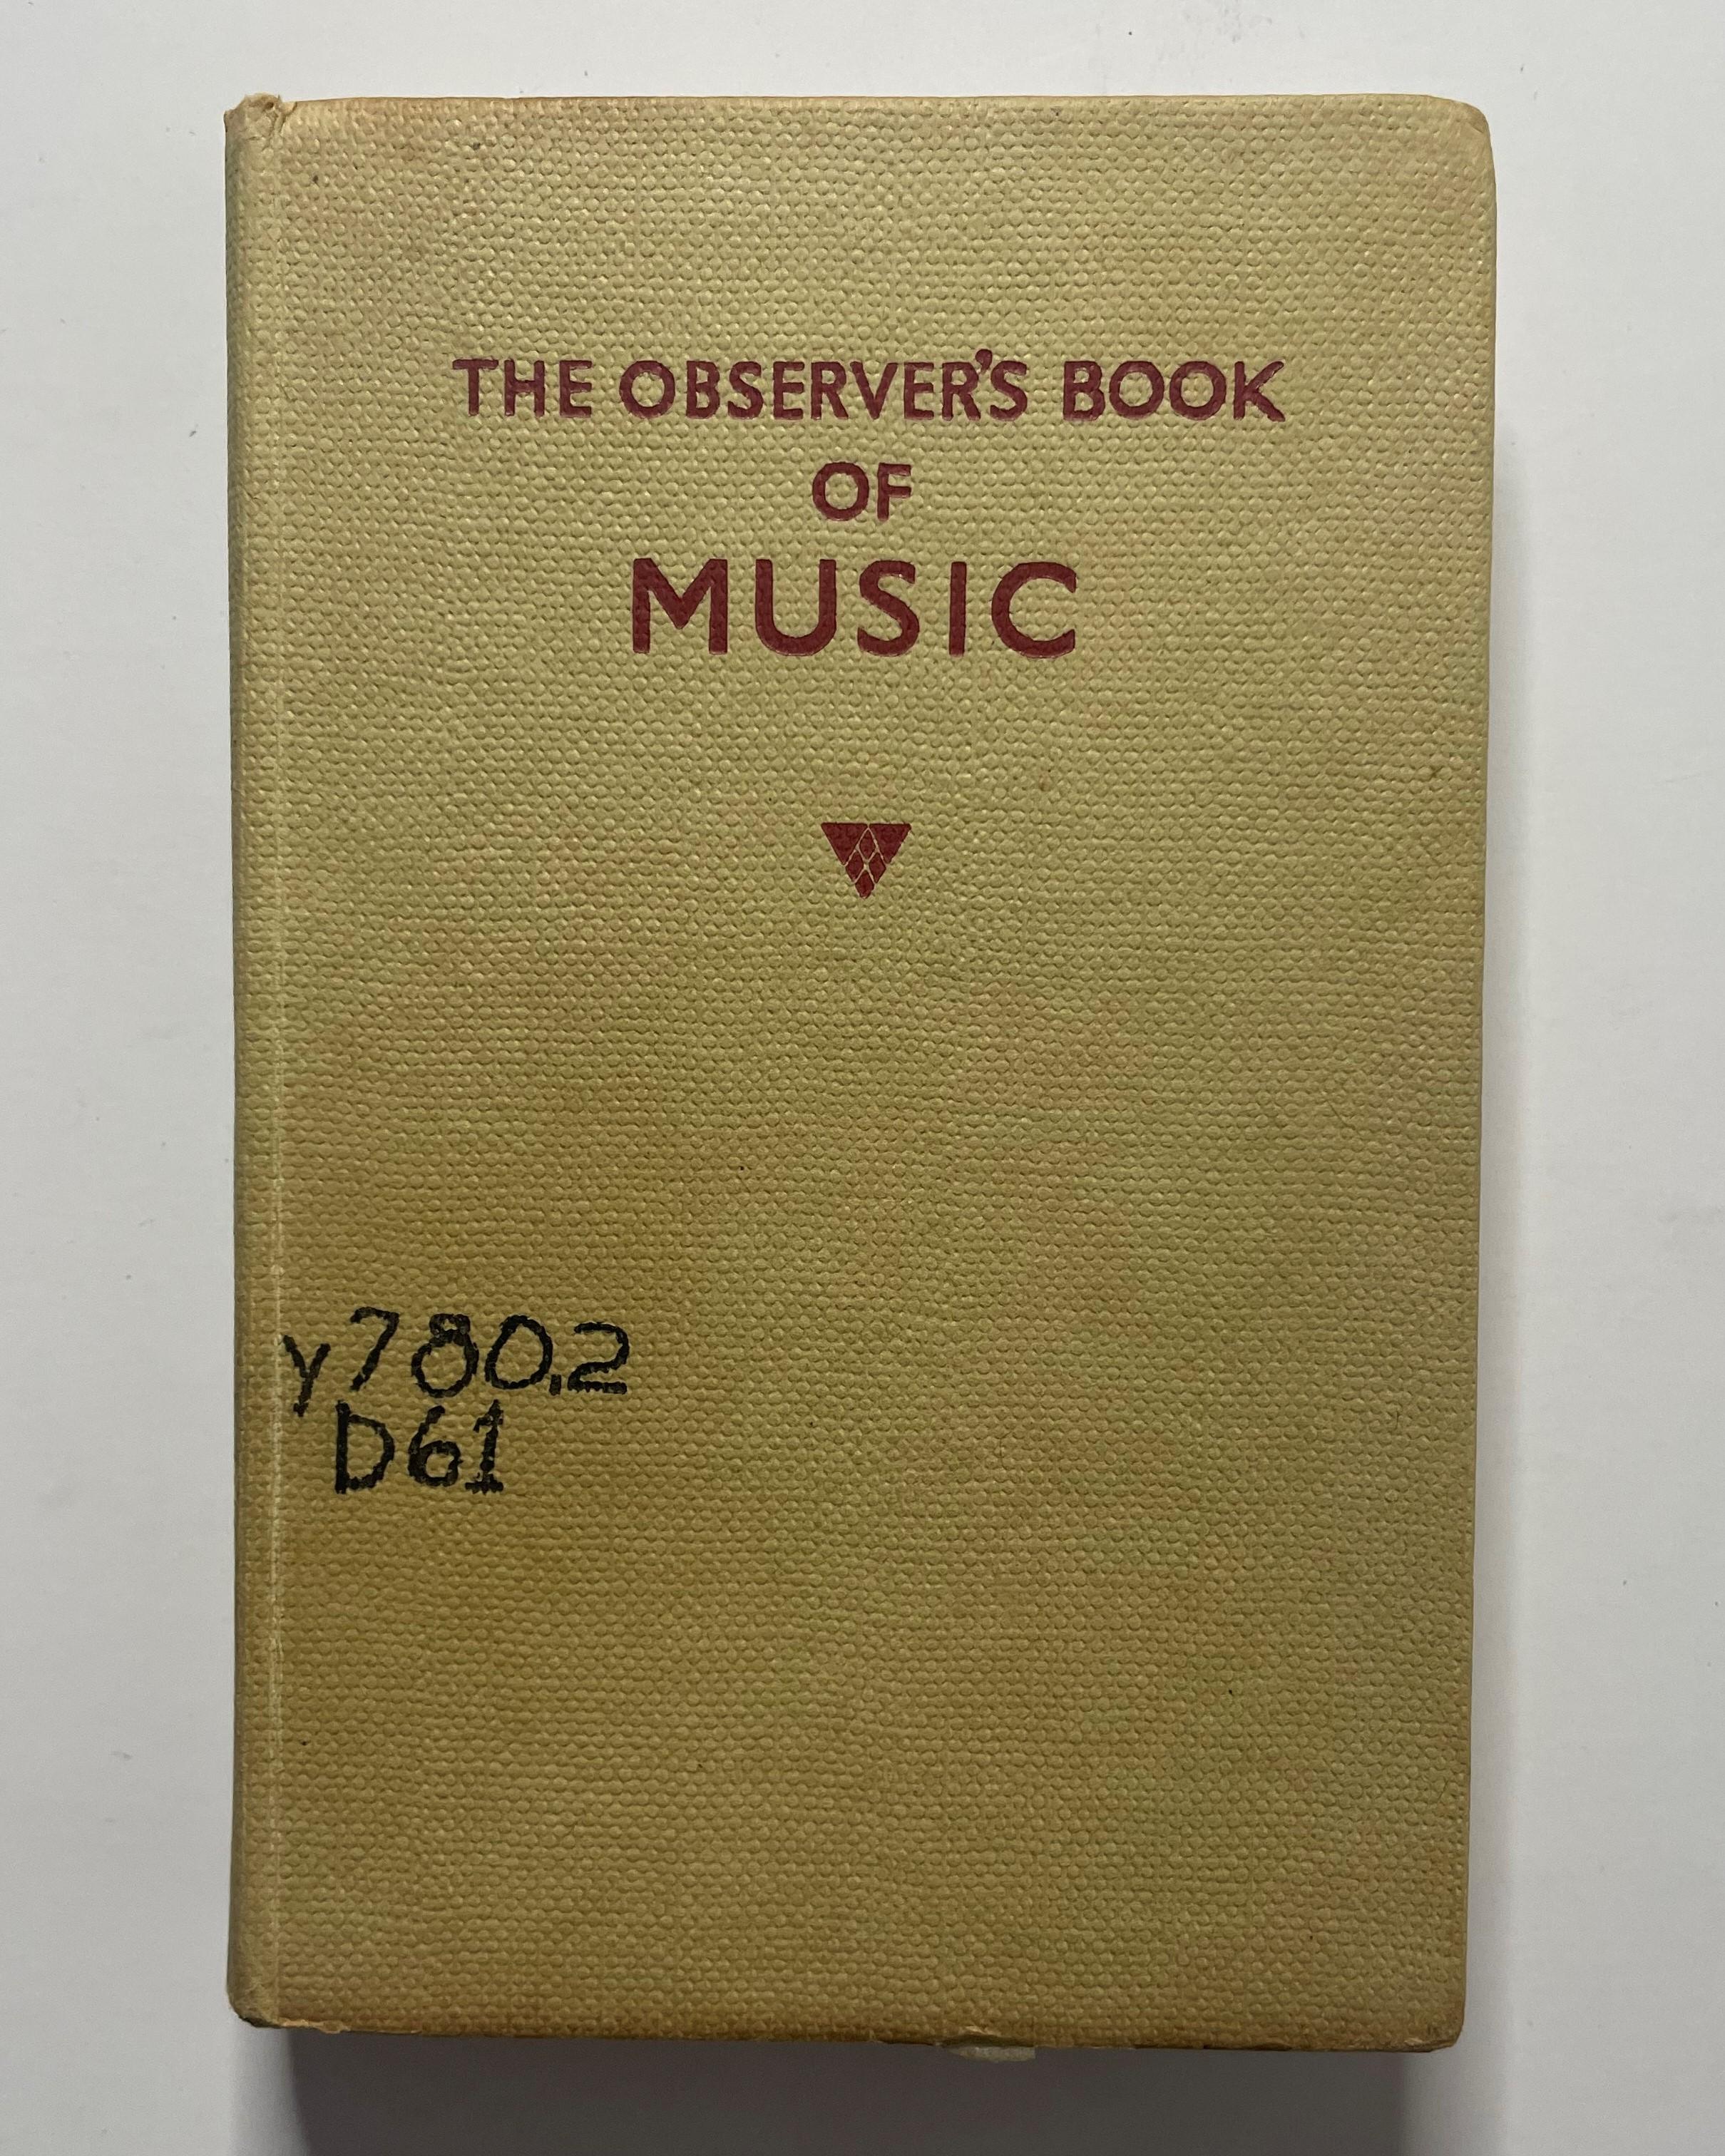 THE OBSERVER'S BOOK
OF
MUSIC
y780.2
D61